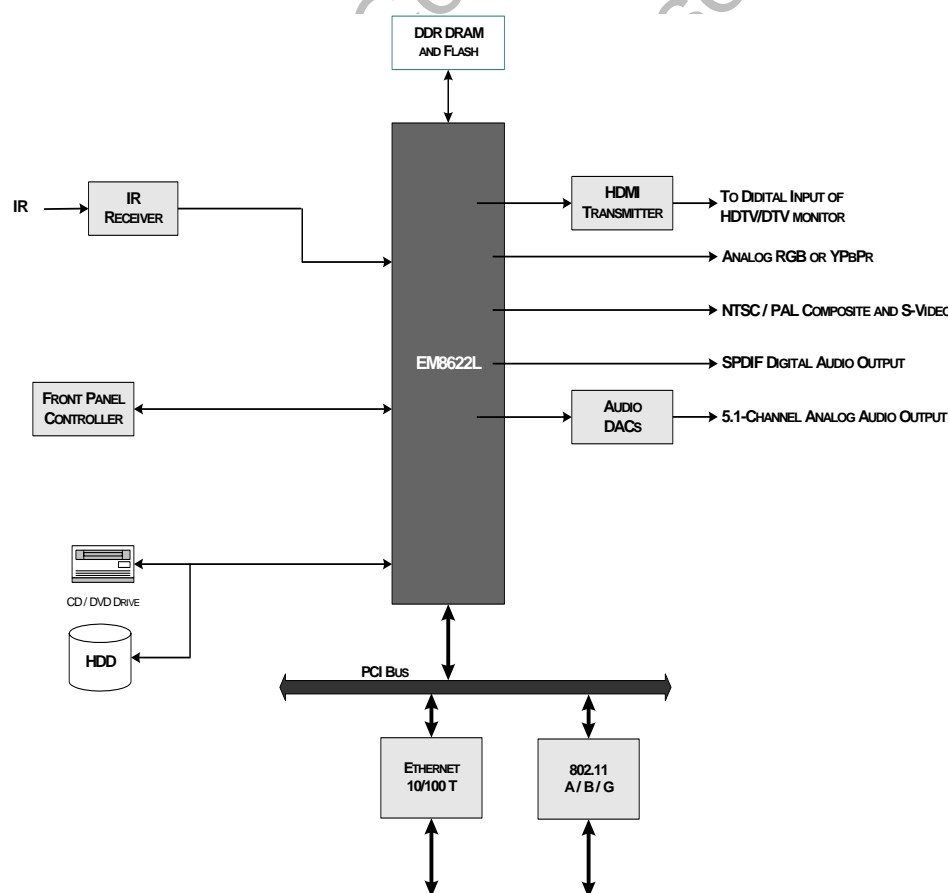 DDR DRAM
AND FLASH
IR
IR
RECEIVER
HDMI
TRANSMITTER
TO DIDITAL INPUT OF
HDTV/DTV MONITOR
ANALOG RGB OR YPBPR
NTSC / PAL COMPOSITE AND S-VIDEO
EM8622L
SPDIF DIGITAL AUDIO OUTPUT
FRONT PANEL
CONTROLLER
AUDIO
DACS
5.1-CHANNEL ANALOG AUDIO OUTPUT
CD / DVD DRIVE
HDD
PCI BUS
ETHERNET
10/100 T
802.11
A / B / G